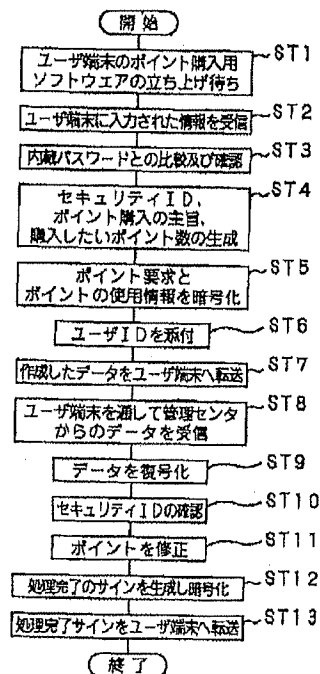 開始
ユーザ端末のポイント購入用
ソフトウェアの立ち上げ待ち
ST1
ユーザ端末に入力された情報を受信
ST2
内蔵パスワードとの比較及び確認
ST3
セキュリティID,
ポイント購入の主旨,
購入したいポイント数の生成
ST4
ポイント要求と
ポイントの使用情報を暗号化
ST5
ユーザIDを添付
ST6
作成したデータをユーザ端末へ転送
ST7
ユーザ端末を通して管理センタ
からのデータを受信
ST8
データを復号化
ST9
セキュリティIDの確認
ST10
ポイントを修正
ST11
処理完了のサインを生成し暗号化
ST12
処理完了サインをユーザ端末へ転送
ST13
終了